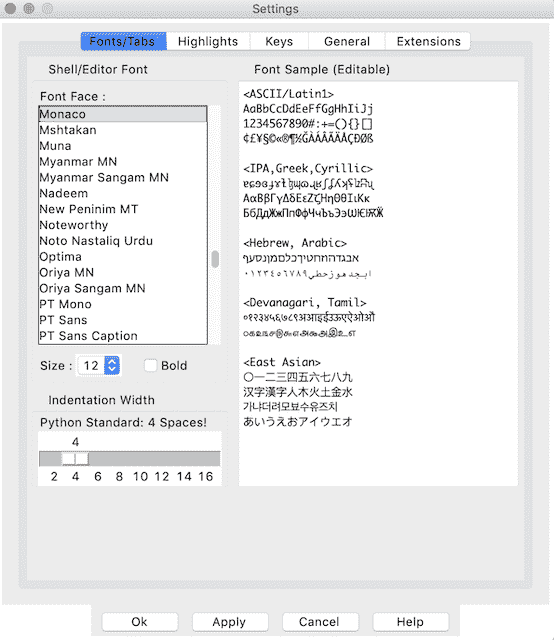 Settings
Fonts/Tabs
Highlights
Keys
General
Extensions
Shell/Editor Font
Font Face :
Monaco
Mshtakan
Muna
Myanmar MN
Myanmar Sangam MN
Nadeem
New Peninim MT
Noteworthy
Noto Nastaliq Urdu
Optima
Oriya MN
Oriya Sangam MN
PT Mono
PT Sans
PT Sans Caption
Size : 12 Bold
Indentation Width
Python Standard: 4 Spaces!
4
2 4 6 8 10 12 14 16
Font Sample (Editable)
<ASCII/Latin1>
AaBbCcDdEeFfGgHhIiJj
1234567890#:+=(){}[]
¢£¥§©«®¶½ĞÀÁÂÃÄÅÇÐØß
<IPA,Greek,Cyrillic>
ΑαΒβΓγΔδΕεΖζΗηΘθΙιΚκ
БбДдЖжПпФфЧчЪъЭэѠѤѬѪ
<Hebrew, Arabic>
אבגדהוזחטיךכלםמןנסעף
ابجدهوزحطي٠١٢٣٤٥٦٧٨٩
<Devanagari, Tamil>
०१२३४५६७८९अआइईउऊएऐओऔ
௦௧௨௩௪௫௬௭௮௯அஇஉஎ
<East Asian>
〇一二三四五六七八九
汉字漢字人木火土金水
가냐더려모뵤수유즈치
あいうえおアイウエオ
Ok
Apply
Cancel
Help